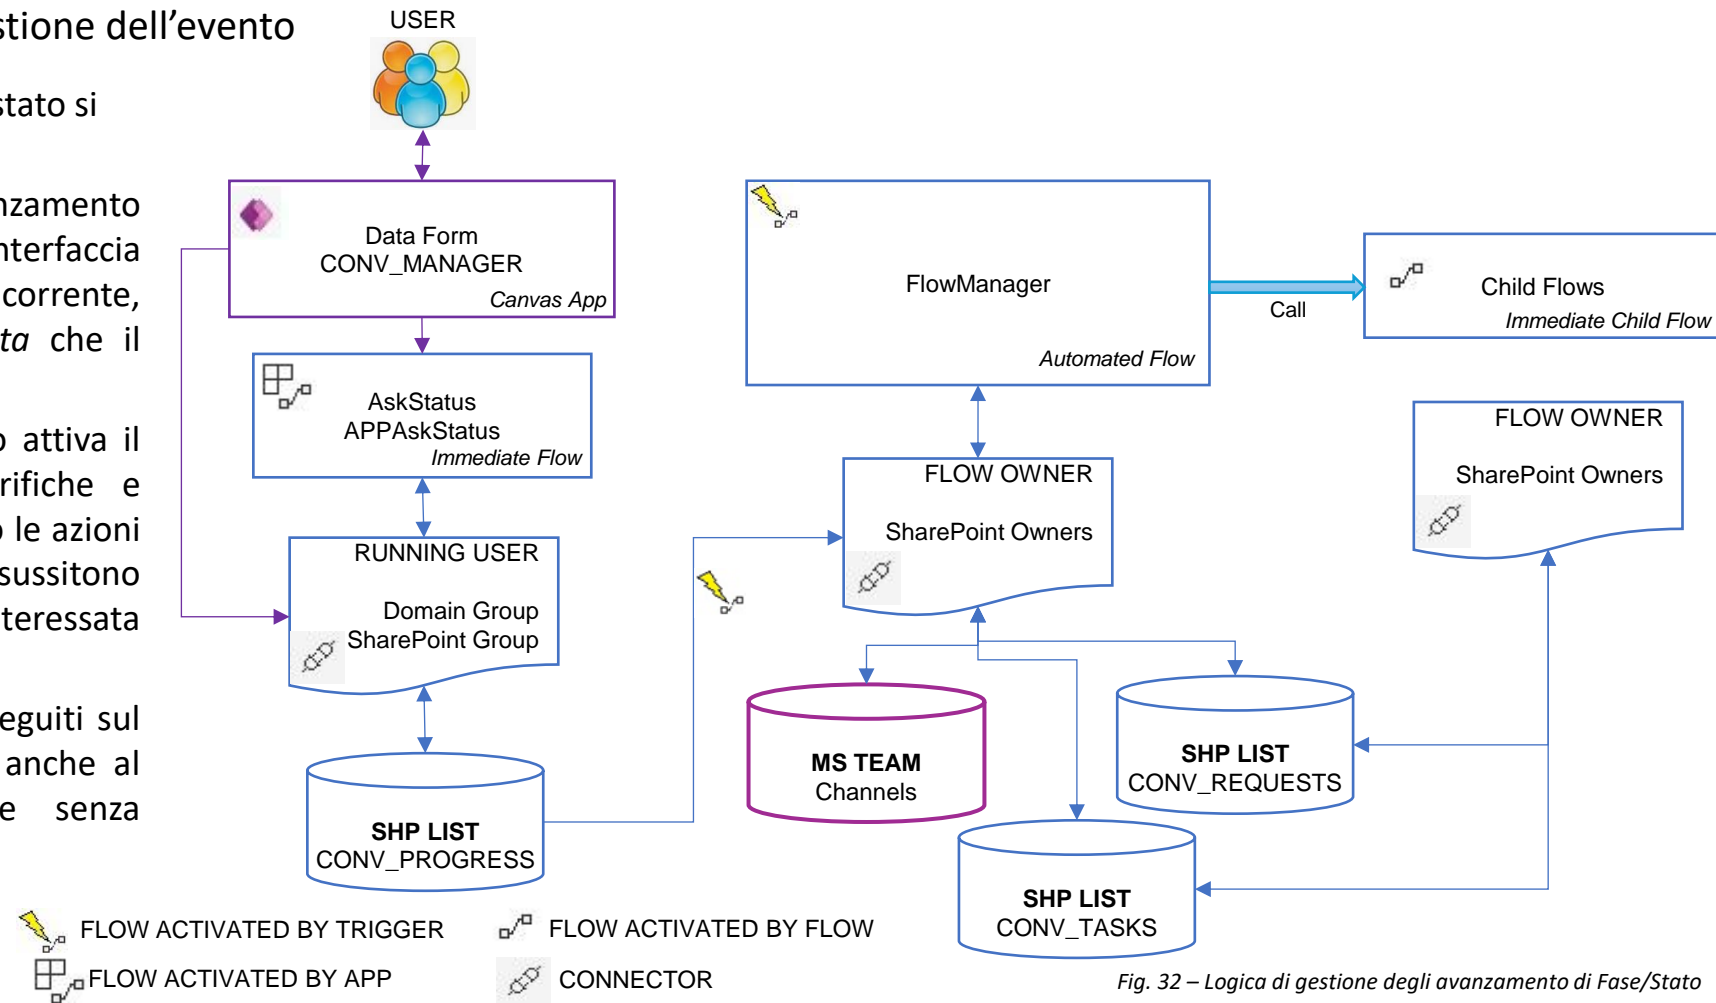 stione dell'evento
stato si
nzamento
nterfaccia
corrente,
ta che il
o attiva il
rifiche e
o le azioni
sussitono
teressata
eguiti sul
anche al
e senza
USER
Data Form
CONV_MANAGER
Canvas App
AskStatus
APPAskStatus
Immediate Flow
RUNNING USER
Domain Group
SharePoint Group
SHP LIST
CONV_PROGRESS
FlowManager
Automated Flow
Call
Child Flows
Immediate Child Flow
FLOW OWNER
SharePoint Owners
FLOW OWNER
SharePoint Owners
MS TEAM
Channels
SHP LIST
CONV_REQUESTS
SHP LIST
CONV_TASKS
FLOW ACTIVATED BY TRIGGER
FLOW ACTIVATED BY FLOW
FLOW ACTIVATED BY APP
CONNECTOR
Fig. 32 – Logica di gestione degli avanzamento di Fase/Stato